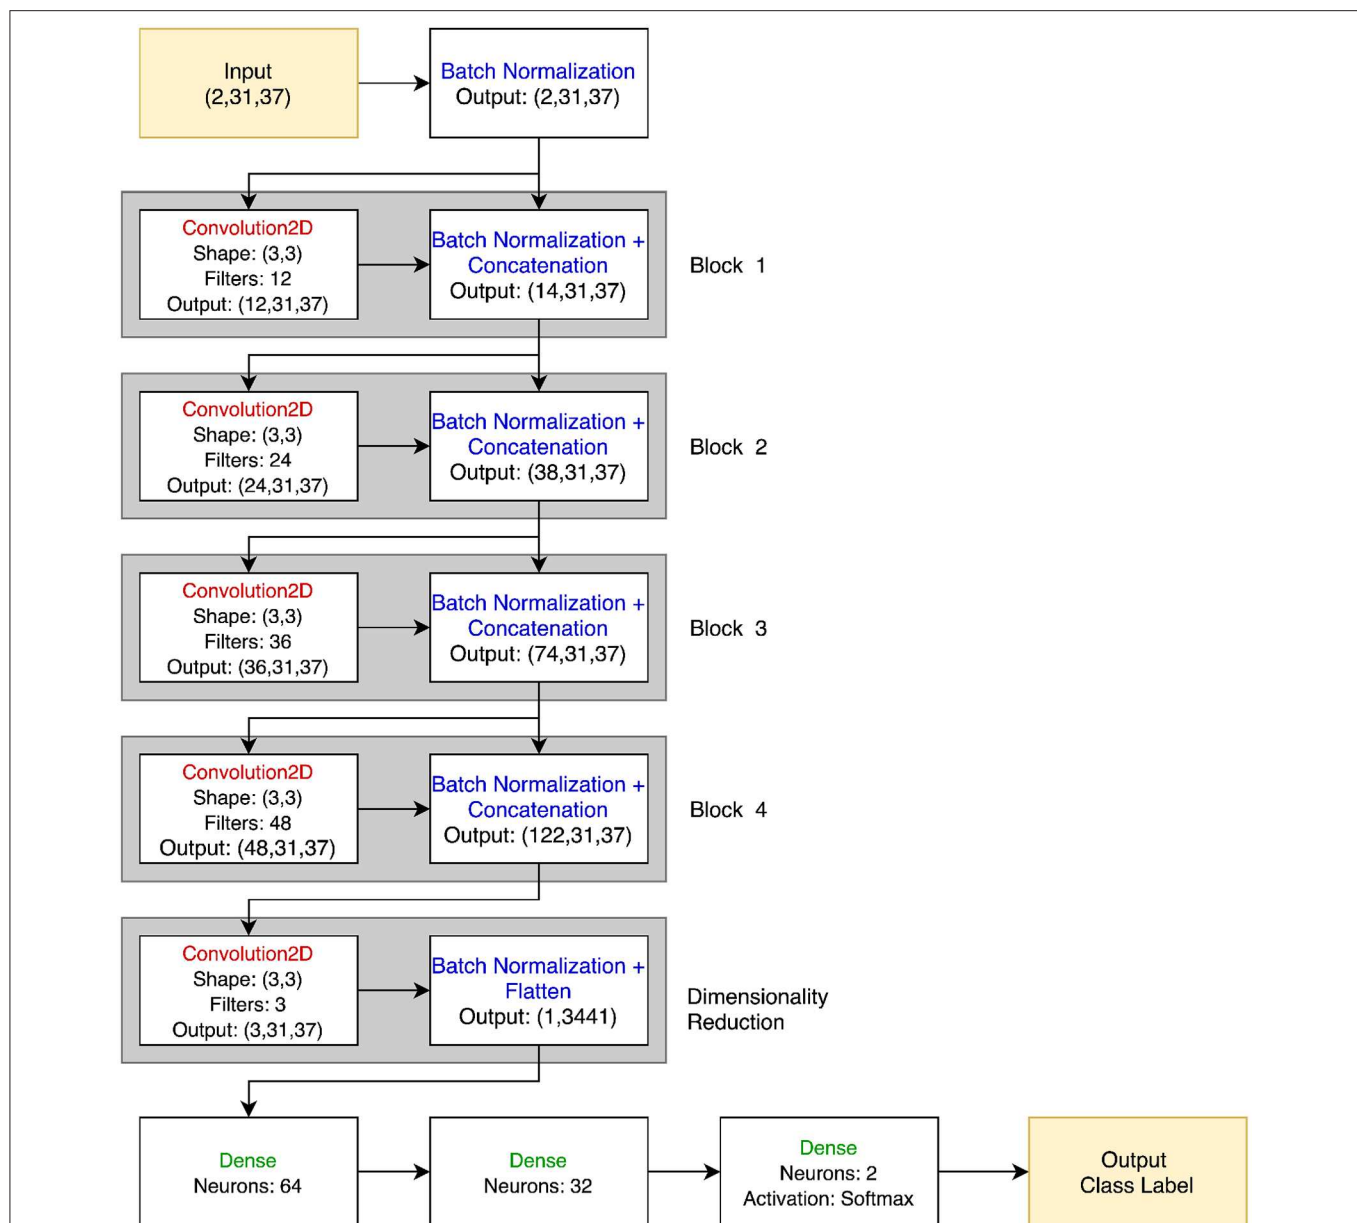 Input
(2,31,37)
Batch Normalization
Output: (2,31,37)
Convolution2D
Shape: (3,3)
Filters: 12
Output: (12,31,37)
Batch Normalization +
Concatenation
Output: (14,31,37)
Block 1
Convolution2D
Shape: (3,3)
Filters: 24
Output: (24,31,37)
Batch Normalization +
Concatenation
Output: (38,31,37)
Block 2
Convolution2D
Shape: (3,3)
Filters: 36
Output: (36,31,37)
Batch Normalization +
Concatenation
Output: (74,31,37)
Block 3
Convolution2D
Shape: (3,3)
Filters: 48
Output: (48,31,37)
Batch Normalization +
Concatenation
Output: (122,31,37)
Block 4
Convolution2D
Shape: (3,3)
Filters: 3
Output: (3,31,37)
Batch Normalization +
Flatten
Output: (1,3441)
Dimensionality
Reduction
Dense
Neurons: 64
Dense
Neurons: 32
Dense
Neurons: 2
Activation: Softmax
Output
Class Label